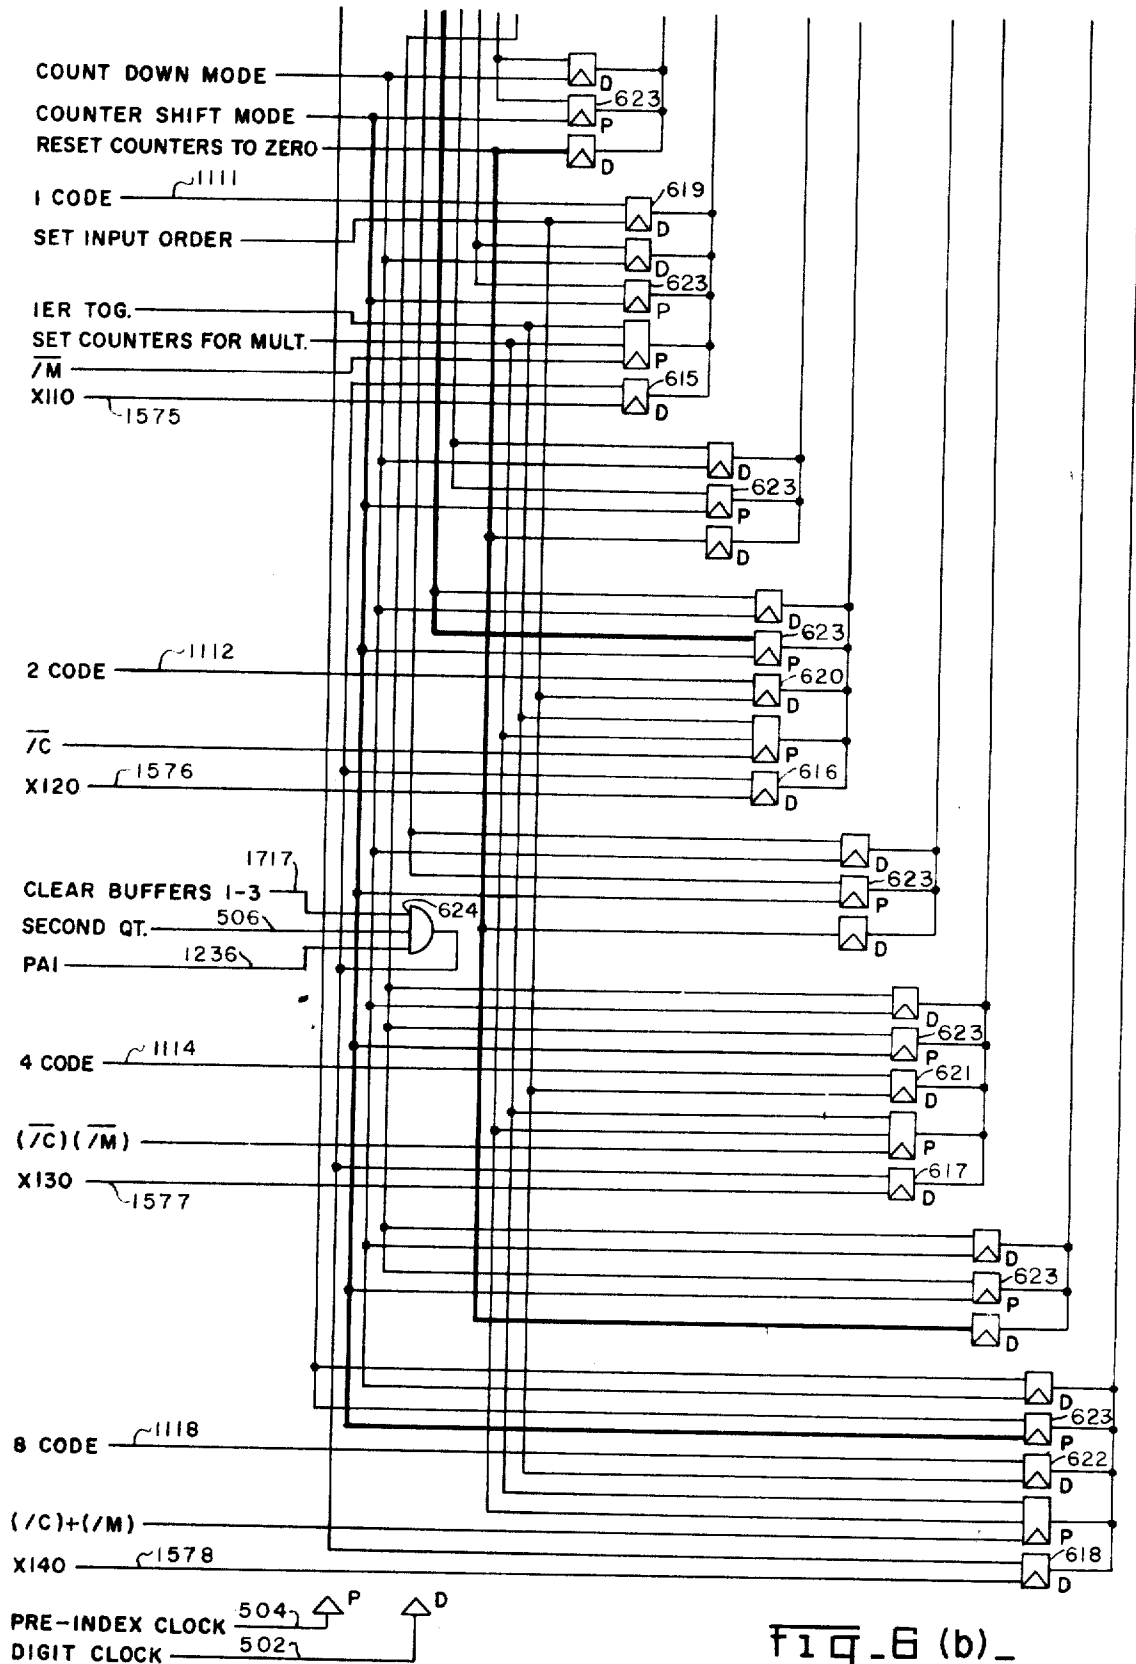 COUNT DOWN MODE
D
COUNTER SHIFT MODE
623
P
RESET COUNTERS TO ZERO
D
1111
619
1 CODE
D
SET INPUT ORDER
D
623
IER TOG.
P
SET COUNTERS FOR MULT.
P
/M̅
615
X110
D
1575
D
623
P
D
D
623
1112
P
2 CODE
620
D
/C̅
P
1576
616
X120
D
D
1717
623
CLEAR BUFFERS 1-3
P
624
506
SECOND QT.
1236
D
PA1
D
623
1114
P
4 CODE
621
D
(/C̅)(/M̅)
P
617
X130
D
1577
D
623
P
D
D
623
1118
P
8 CODE
622
D
(/C)+(/M)
P
1578
618
X140
D
504
P
D
PRE-INDEX CLOCK
502
DIGIT CLOCK
Fig_6 (b)_